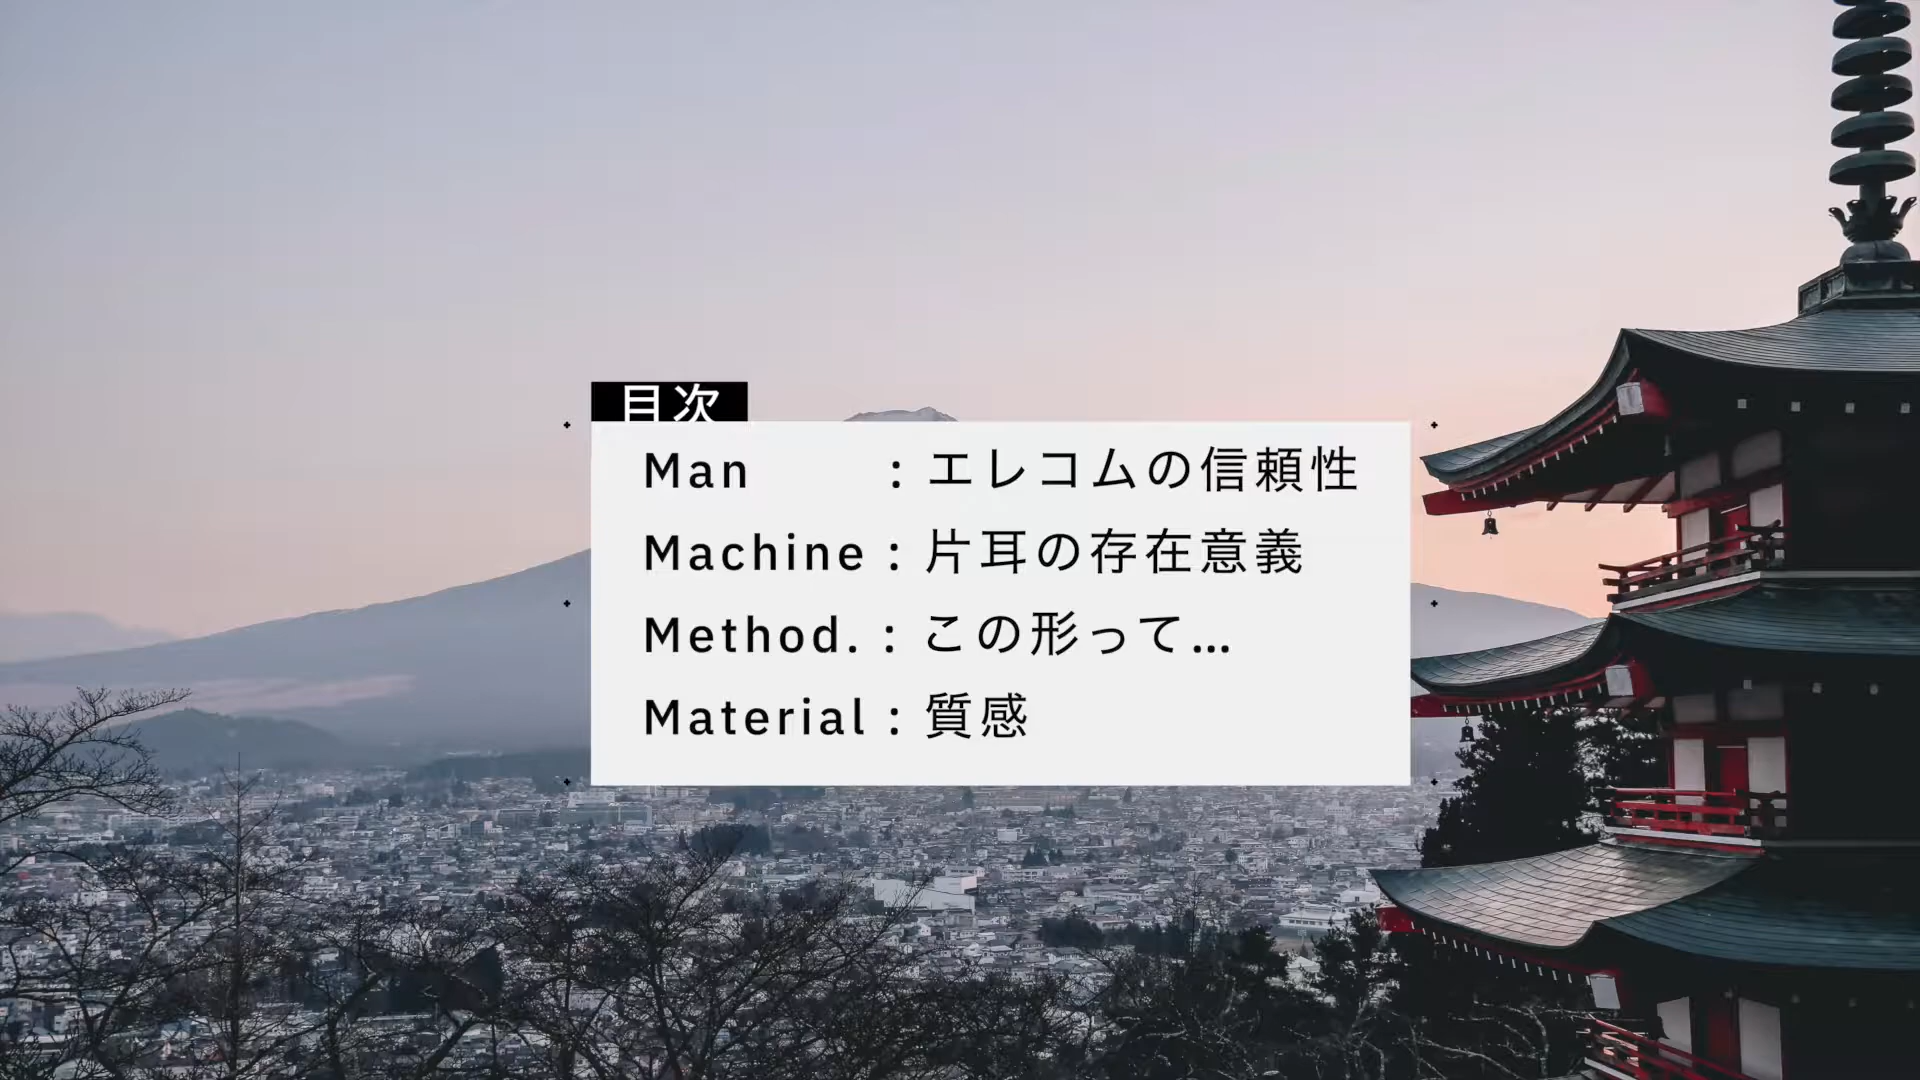 目次
Man : エレコムの信頼性
Machine : 片耳の存在意義
Method. : この形って...
Material : 質感